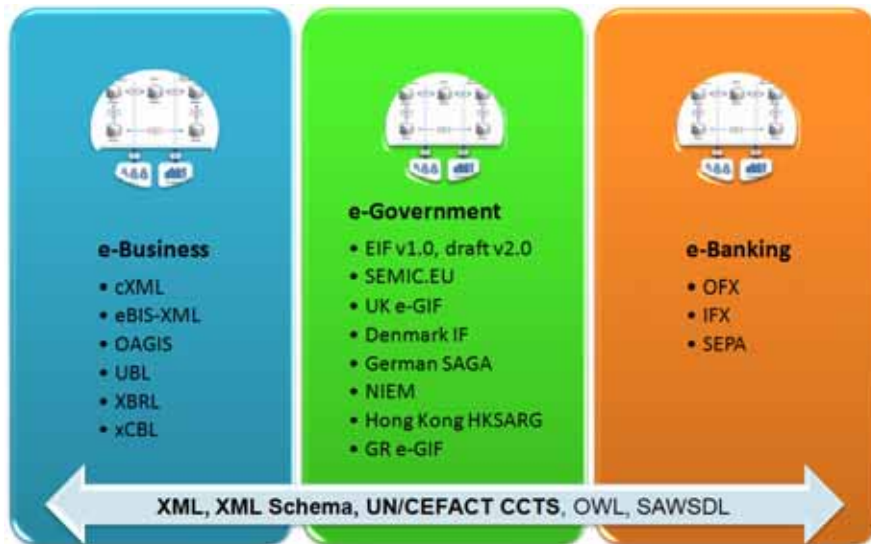 e-Business
• cXML
• eBIS-XML
• OAGIS
• UBL
• XBRL
• xCBL
e-Government
• EIF v1.0, draft v2.0
• SEMIC.EU
• UK e-GIF
• Denmark IF
• German SAGA
• NIEM
• Hong Kong HKSARG
• GR e-GIF
e-Banking
• OFX
• IFX
• SEPA
XML, XML Schema, UN/CEFACT CCTS, OWL, SAWSDL